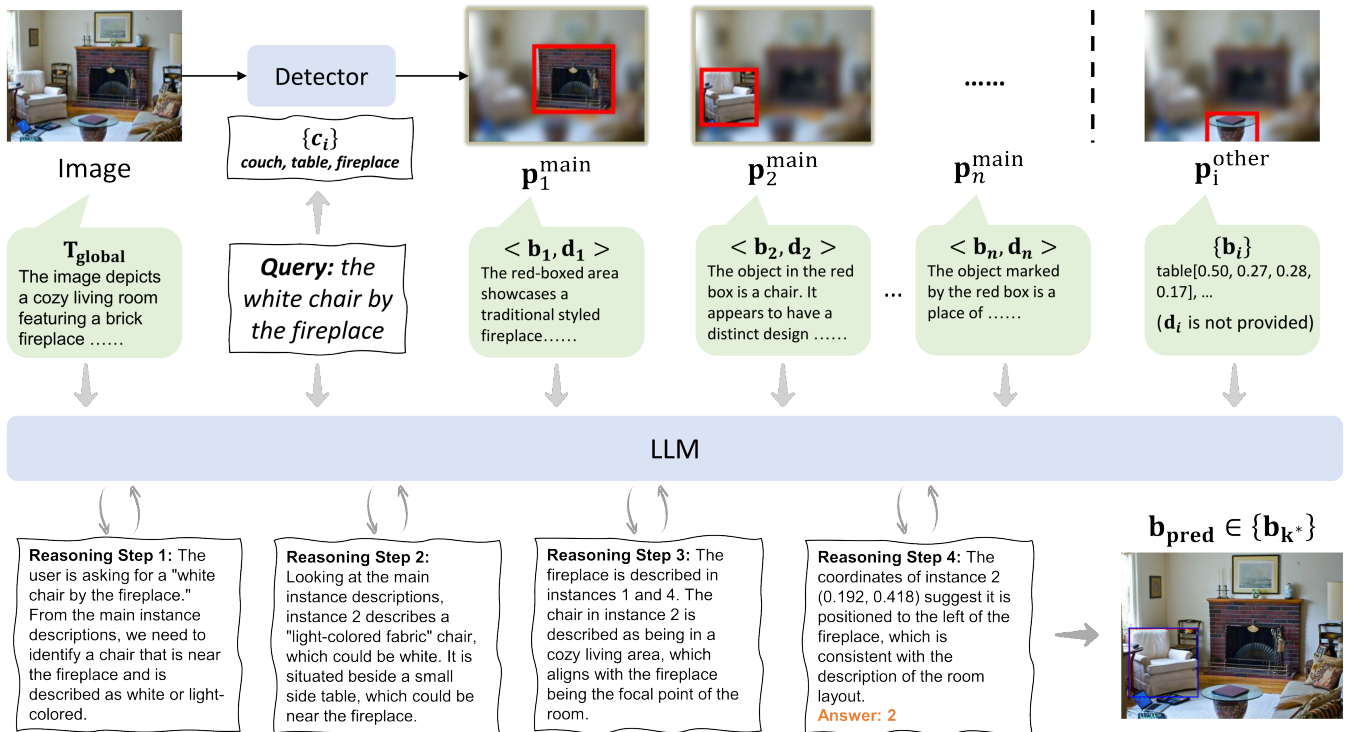 Detector
{c_i}
couch, table, fireplace
Image
p_1^main
p_2^main
......
p_n^main
p_i^other
T_global
The image depicts
a cozy living room
featuring a brick
fireplace ......
Query: the
white chair by
the fireplace
< b_1, d_1 >
The red-boxed area
showcases a
traditional styled
fireplace......
< b_2, d_2 >
The object in the red
box is a chair. It
appears to have a
distinct design ......
...
< b_n, d_n >
The object marked
by the red box is a
place of ......
{b_i}
table[0.50, 0.27, 0.28,
0.17], ...
(d_i is not provided)
LLM
Reasoning Step 1: The
user is asking for a "white
chair by the fireplace."
From the main instance
descriptions, we need to
identify a chair that is near
the fireplace and is
described as white or light-
colored.
Reasoning Step 2:
Looking at the main
instance descriptions,
instance 2 describes a
"light-colored fabric" chair,
which could be white. It is
situated beside a small
side table, which could be
near the fireplace.
Reasoning Step 3: The
fireplace is described in
instances 1 and 4. The
chair in instance 2 is
described as being in a
cozy living area, which
aligns with the fireplace
being the focal point of the
room.
Reasoning Step 4: The
coordinates of instance 2
(0.192, 0.418) suggest it is
positioned to the left of the
fireplace, which is
consistent with the
description of the room
layout.
Answer: 2
b_pred ∈ {b_k*}